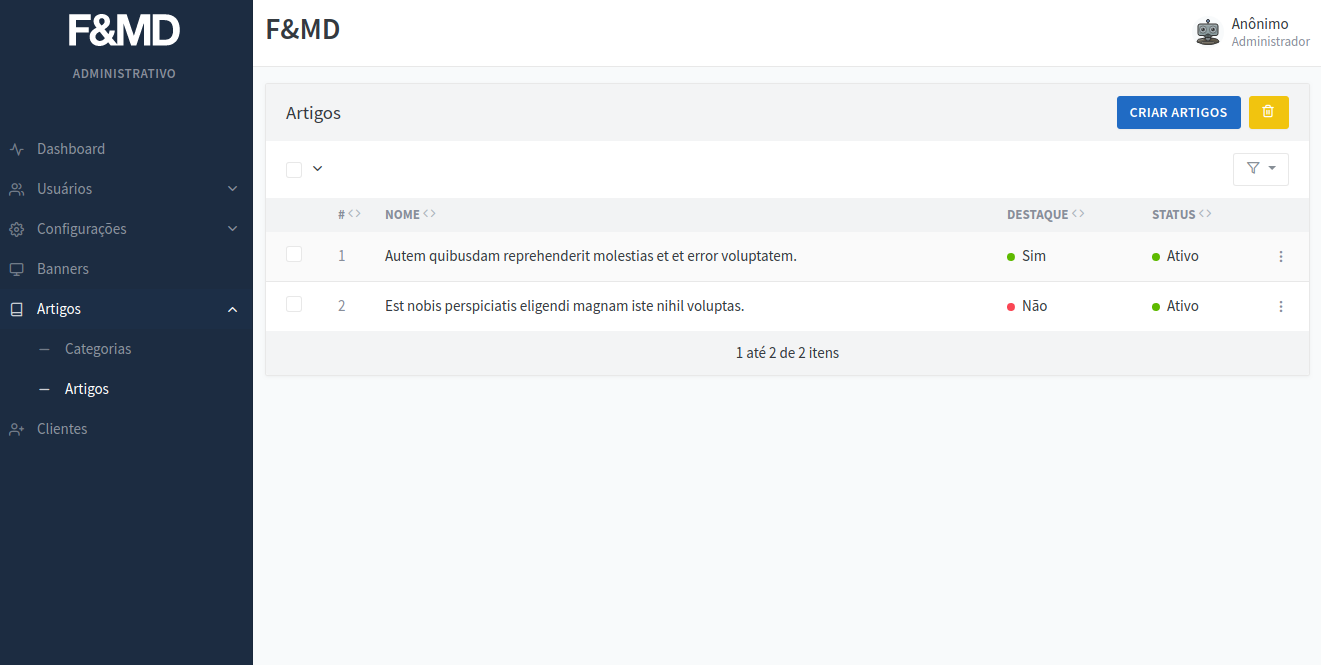 F&MD
ADMINISTRATIVO
Dashboard
Usuários
Configurações
Banners
Artigos
Categorias
Artigos
Clientes
F&MD
Anônimo
Administrador
Artigos
CRIAR ARTIGOS
# NOME DESTAQUE STATUS
1 Autem quibusdam reprehenderit molestias et et error voluptatem. Sim Ativo
2 Est nobis perspiciatis eligendi magnam iste nihil voluptas. Não Ativo
1 até 2 de 2 itens